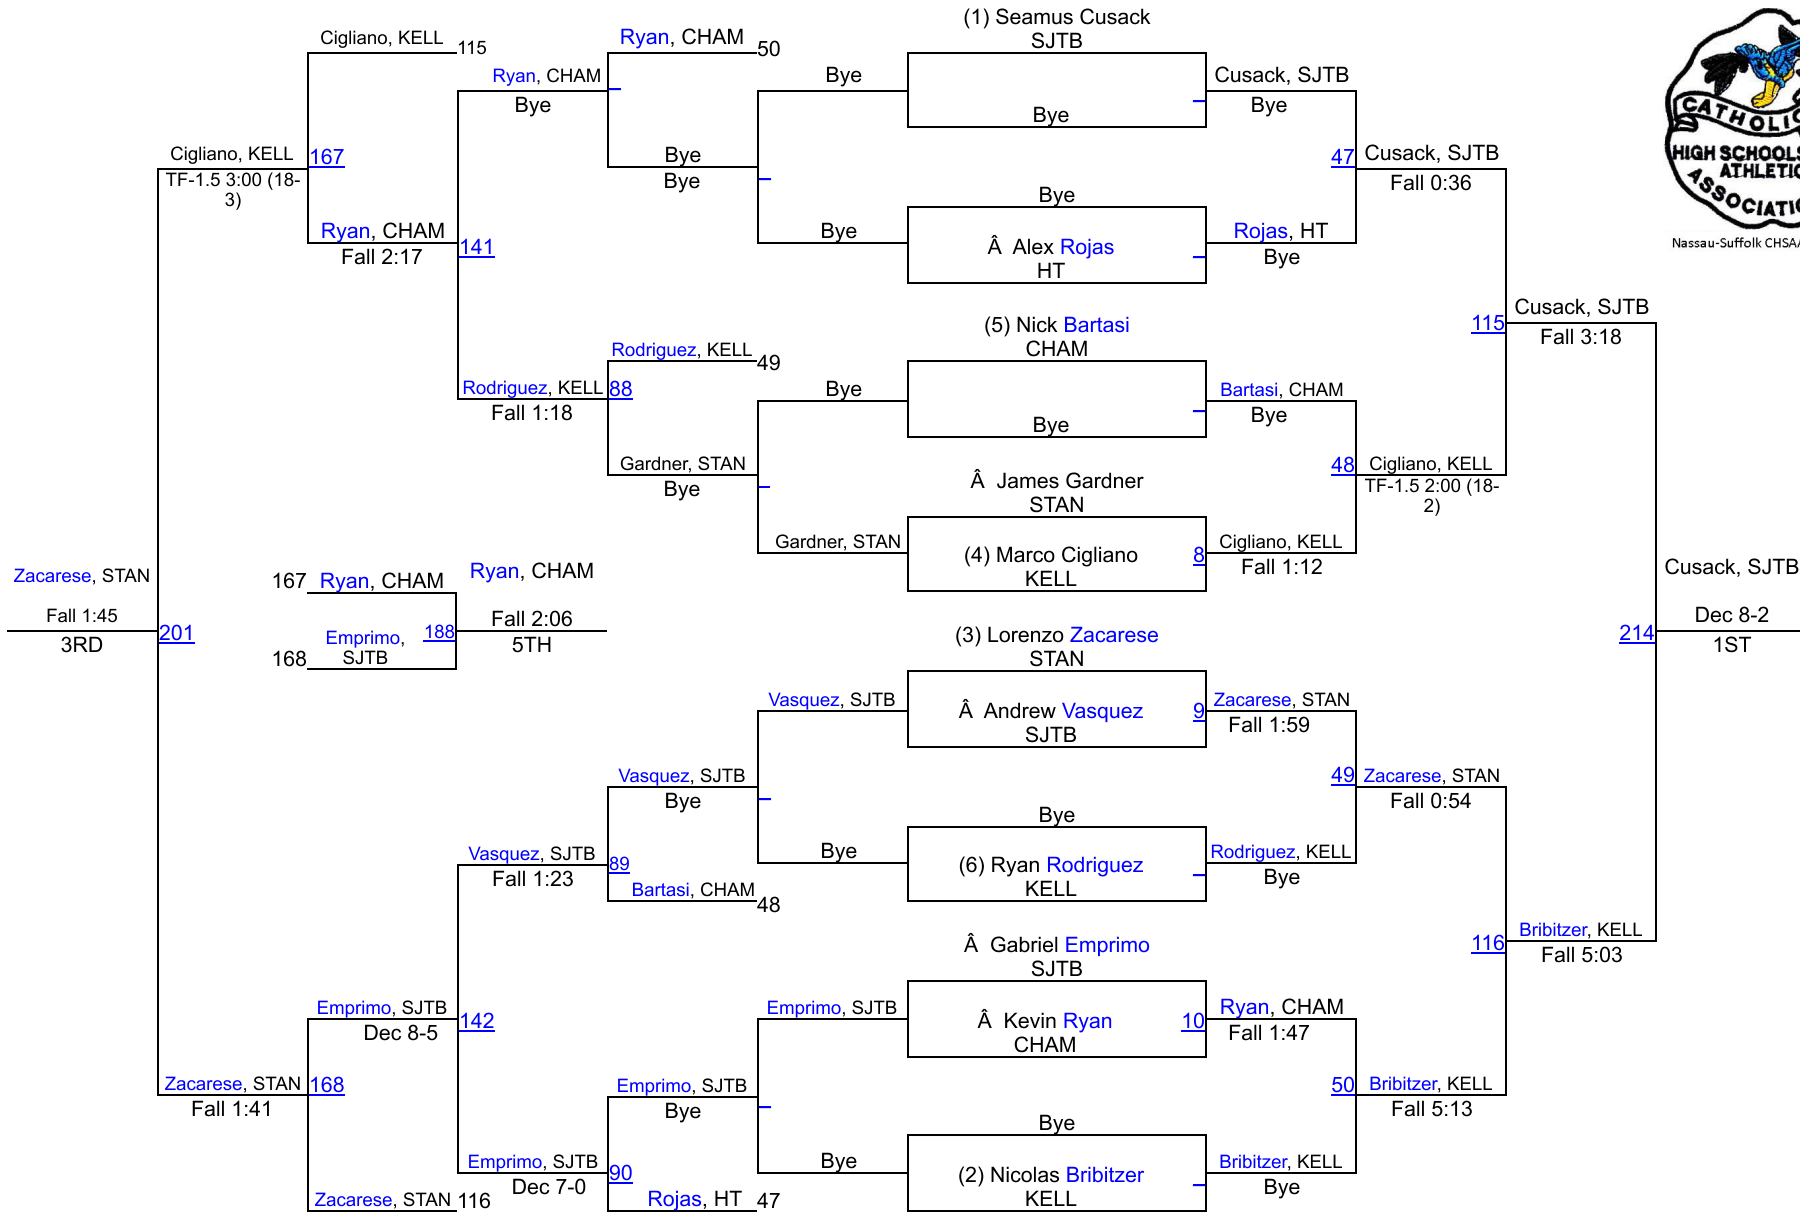 (1) Seamus Cusack
SJTB
Cigliano, KELL 115
Ryan, CHAM 50
Ryan, CHAM
Bye
Bye
Bye
Cusack, SJTB
Bye
CATHOLIC
HIGH SCHOOLS
ATHLETIC
ASSOCIATIO
Nassau-Suffolk CHSAA
Cigliano, KELL
TF-1.5 3:00 (18-
3)
167
Bye
Bye
47
Cusack, SJTB
Fall 0:36
Ryan, CHAM
Fall 2:17
141
Bye
Bye
Â Alex Rojas
HT
Rojas, HT
Bye
(5) Nick Bartasi
CHAM
115
Cusack, SJTB
Fall 3:18
Rodriguez, KELL 49
Rodriguez, KELL
Fall 1:18
88
Bye
Bye
Bartasi, CHAM
Bye
Gardner, STAN
Bye
Â James Gardner
STAN
48
Cigliano, KELL
TF-1.5 2:00 (18-
2)
Gardner, STAN
(4) Marco Cigliano
KELL
8
Cigliano, KELL
Fall 1:12
Zacarese, STAN
Fall 1:45
3RD
201
167 Ryan, CHAM
168
Emprimo,
SJTB
188
Ryan, CHAM
Fall 2:06
5TH
214
Cusack, SJTB
Dec 8-2
1ST
(3) Lorenzo Zacarese
STAN
Vasquez, SJTB
Â Andrew Vasquez
SJTB
9
Zacarese, STAN
Fall 1:59
Vasquez, SJTB
Bye
49
Zacarese, STAN
Fall 0:54
Bye
Vasquez, SJTB
Fall 1:23
89
Bye
(6) Ryan Rodriguez
KELL
Rodriguez, KELL
Bye
Bartasi, CHAM 48
Â Gabriel Emprimo
SJTB
116
Bribitzer, KELL
Fall 5:03
Emprimo, SJTB
Dec 8-5
142
Emprimo, SJTB
Â Kevin Ryan
CHAM
10
Ryan, CHAM
Fall 1:47
Zacarese, STAN
Fall 1:41
168
Emprimo, SJTB
Bye
50
Bribitzer, KELL
Fall 5:13
Bye
Emprimo, SJTB
Dec 7-0
90
Bye
(2) Nicolas Bribitzer
KELL
Bribitzer, KELL
Bye
Zacarese, STAN 116
Rojas, HT 47